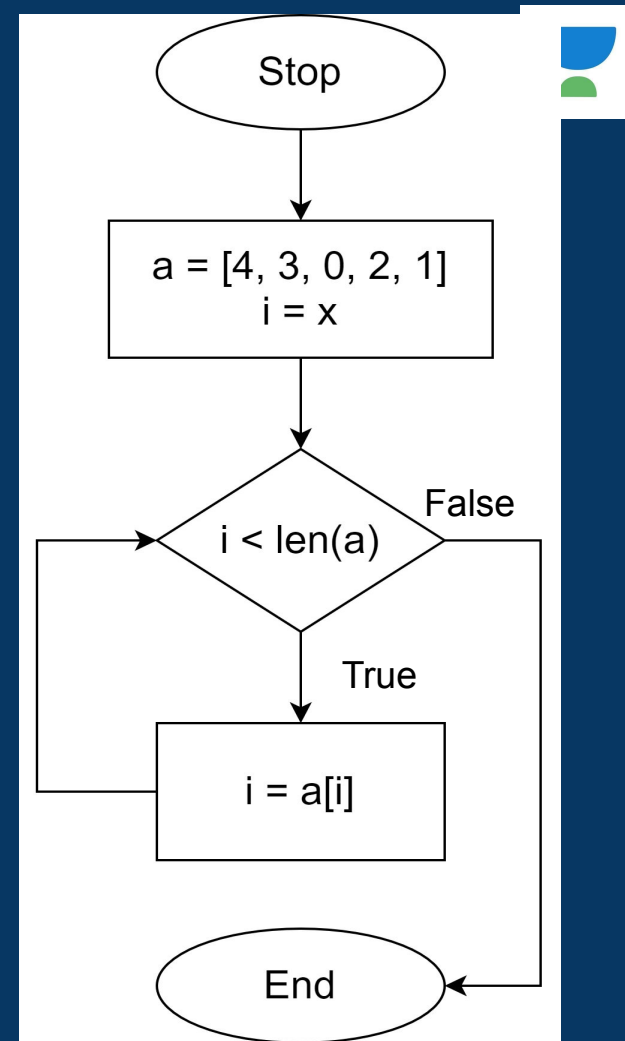 Stop
a = [4, 3, 0, 2, 1]
i = x
i < len(a)
False
True
i = a[i]
End